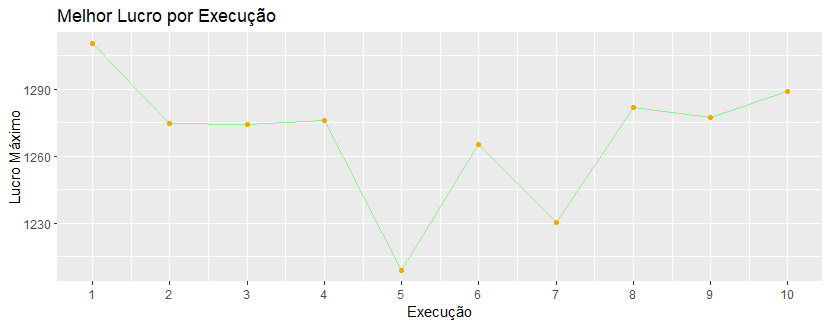 Melhor Lucro por Execução
Lucro Máximo
1290
1260
1230
1 2 3 4 5 6 7 8 9 10
Execução